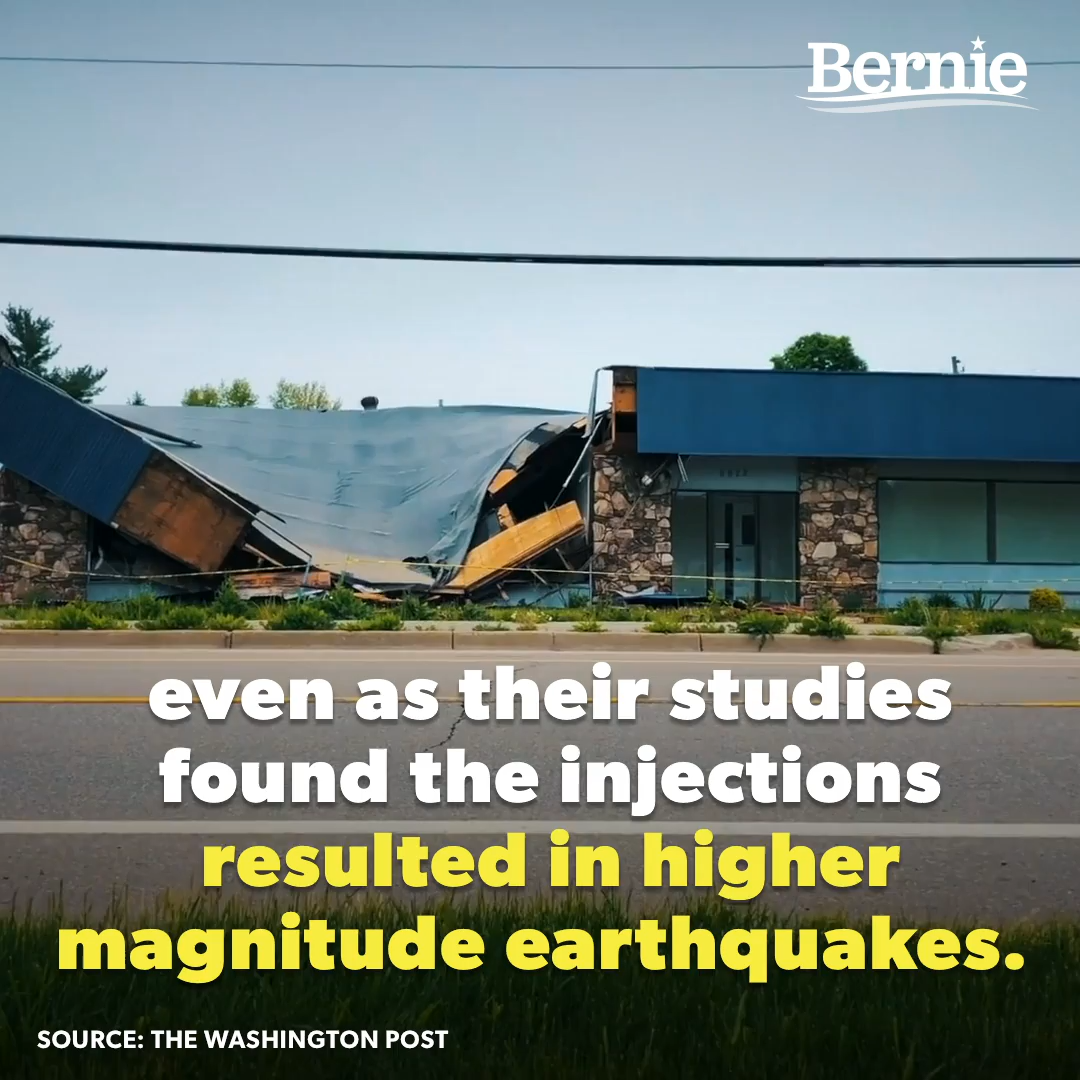 Bernie
even as their studies
found the injections
resulted in higher
magnitude earthquakes.
SOURCE: THE WASHINGTON POST